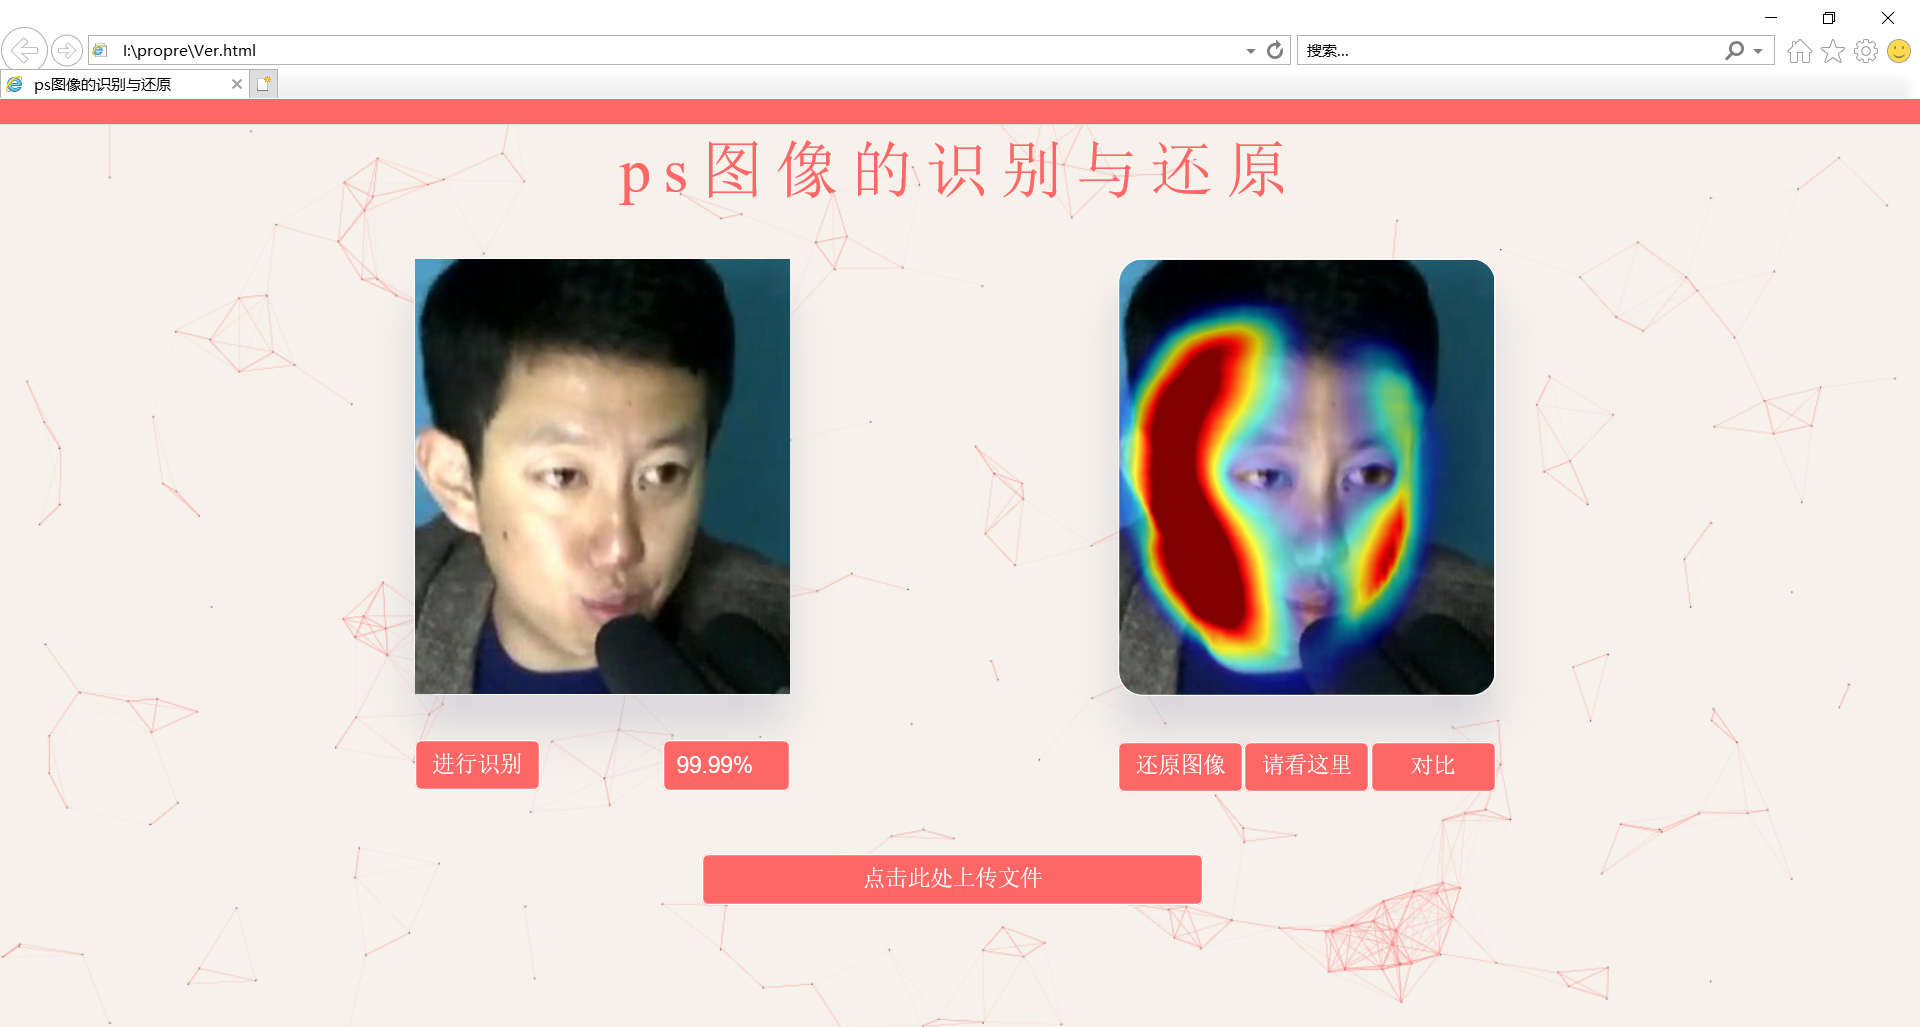 I:\propre\Ver.html
搜索...
ps图像的识别与还原
ps图像的识别与还原
进行识别
99.99%
还原图像
请看这里
对比
点击此处上传文件